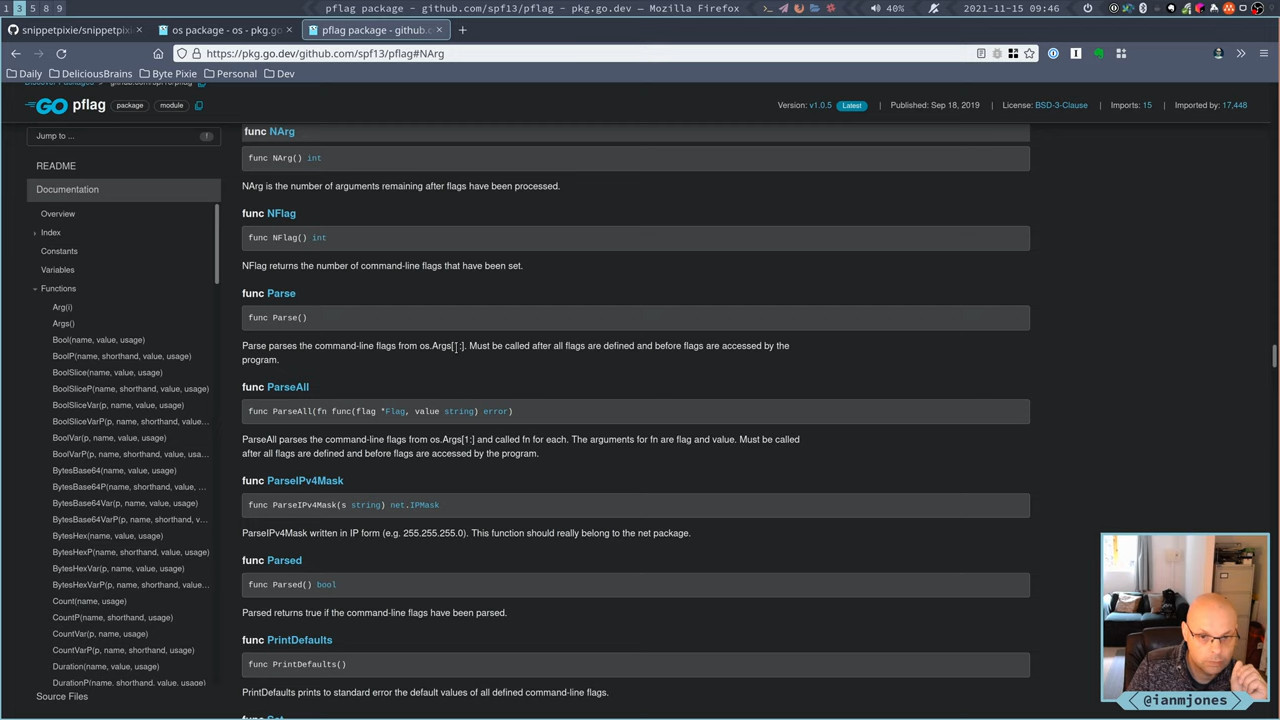 1 3 5 8 9
pflag package - github.com/spf13/pflag - pkg.go.dev — Mozilla Firefox
40%
2021-11-15 09:46
snippetpixie/snippetpix
os package - os - pkg.go
pflag package - github.c
https://pkg.go.dev/github.com/spf13/pflag#NArg
Daily DeliciousBrains Byte Pixie Personal Dev
GO pflag package module
Version: v1.0.5 Latest | Published: Sep 18, 2019 | License: BSD-3-Clause | Imports: 15 | Imported by: 17,448
Jump to ... f
README
Documentation
Overview
Index
Constants
Variables
Functions
Arg(i)
Args()
Bool(name, value, usage)
BoolP(name, shorthand, value, usage)
BoolSlice(name, value, usage)
BoolSliceP(name, shorthand, value, usage)
BoolSliceVar(p, name, value, usage)
BoolSliceVarP(p, name, shorthand, value, u...
BoolVar(p, name, value, usage)
BoolVarP(p, name, shorthand, value, usa...
BytesBase64(name, value, usage)
BytesBase64P(name, shorthand, value, ...
BytesBase64Var(p, name, value, usage)
BytesBase64VarP(p, name, shorthand, v...
BytesHex(name, value, usage)
BytesHexP(name, shorthand, value, usage)
BytesHexVar(p, name, value, usage)
BytesHexVarP(p, name, shorthand, value,...
Count(name, usage)
CountP(name, shorthand, usage)
CountVar(p, name, usage)
CountVarP(p, name, shorthand, usage)
Duration(name, value, usage)
DurationP(name, shorthand, value, usage)
Source Files
func NArg
func NArg() int
NArg is the number of arguments remaining after flags have been processed.
func NFlag
func NFlag() int
NFlag returns the number of command-line flags that have been set.
func Parse
func Parse()
Parse parses the command-line flags from os.Args[1:]. Must be called after all flags are defined and before flags are accessed by the
program.
func ParseAll
func ParseAll(fn func(flag *Flag, value string) error)
ParseAll parses the command-line flags from os.Args[1:] and called fn for each. The arguments for fn are flag and value. Must be called
after all flags are defined and before flags are accessed by the program.
func ParseIPv4Mask
func ParseIPv4Mask(s string) net.IPMask
ParseIPv4Mask written in IP form (e.g. 255.255.255.0). This function should really belong to the net package.
func Parsed
func Parsed() bool
Parsed returns true if the command-line flags have been parsed.
func PrintDefaults
func PrintDefaults()
PrintDefaults prints to standard error the default values of all defined command-line flags.
@ianmjones